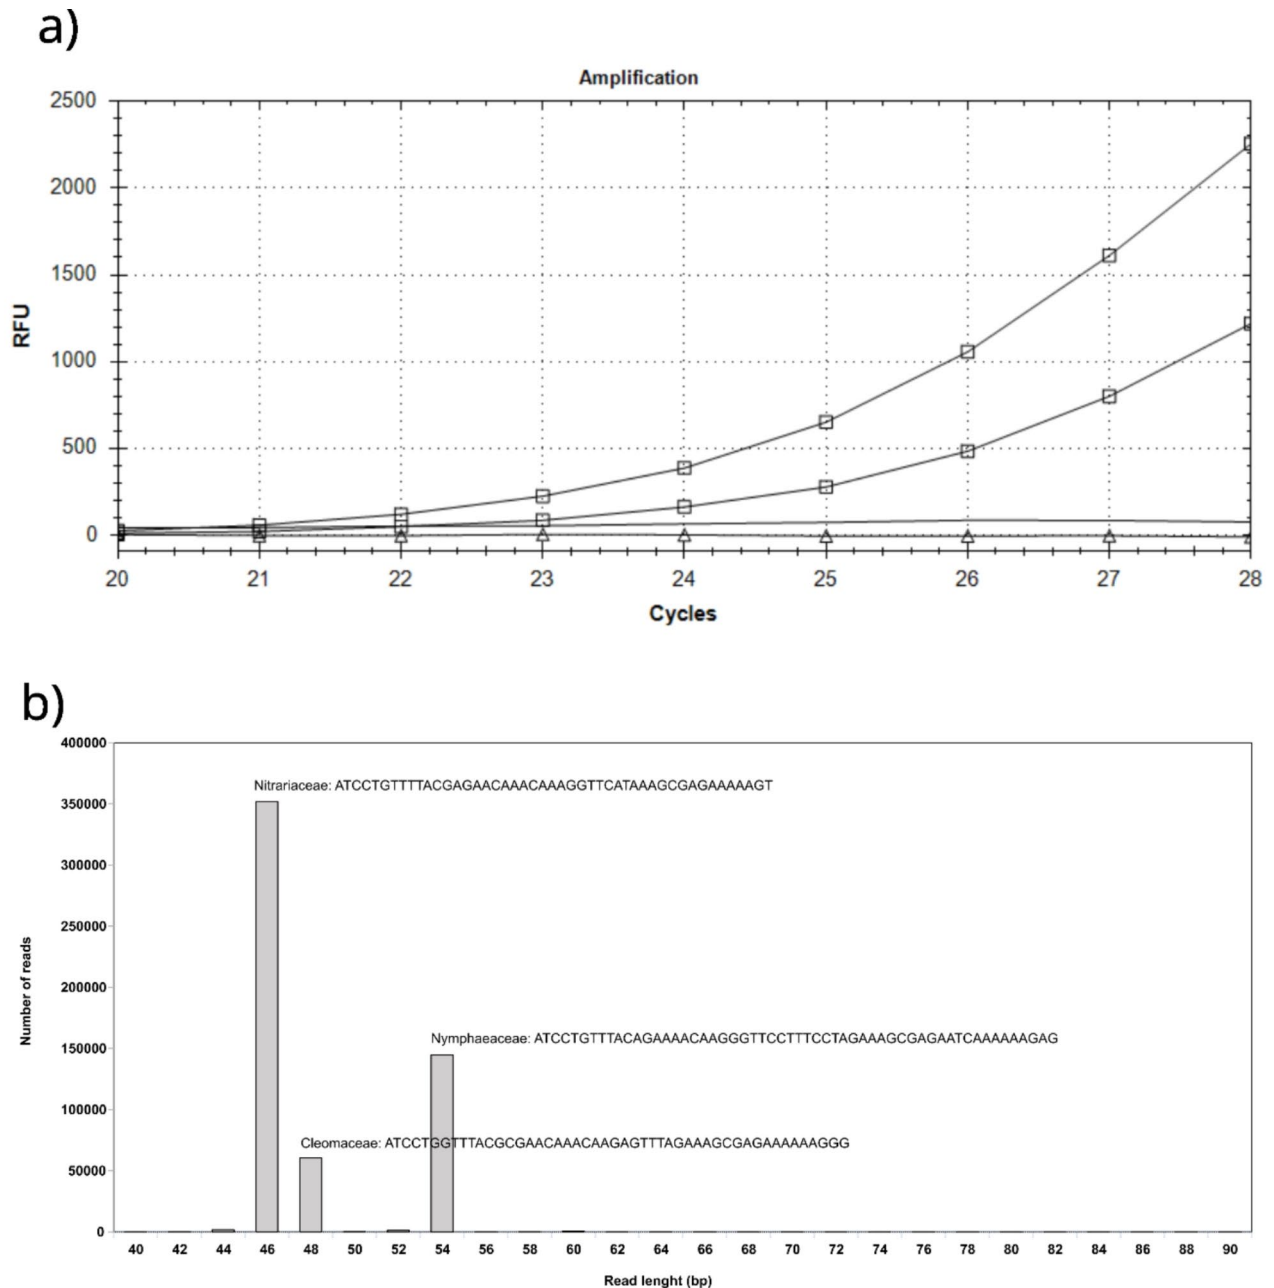 a)
Amplification
2500
2000
1500
1000
500
0
RFU
20 21 22 23 24 25 26 27 28
Cycles
b)
400000
350000
300000
250000
200000
150000
100000
50000
0
Number of reads
Nitrariaceae: ATCCTGTTTTACGAGAACAAACAAAGGTTCATAAAGCGAGAAAAAGT
Nymphaeaceae: ATCCTGTTTACAGAAAACAAGGGTTCCTTTCCTAGAAAGCGAGAATCAAAAAAGAG
Cleomaceae: ATCCTGGTTTACGCGAACAAACAAGAGTTTAGAAAGCGAGAAAAAAGGG
40 42 44 46 48 50 52 54 56 58 60 62 64 66 68 70 72 74 76 78 80 82 84 86 88 90
Read lenght (bp)